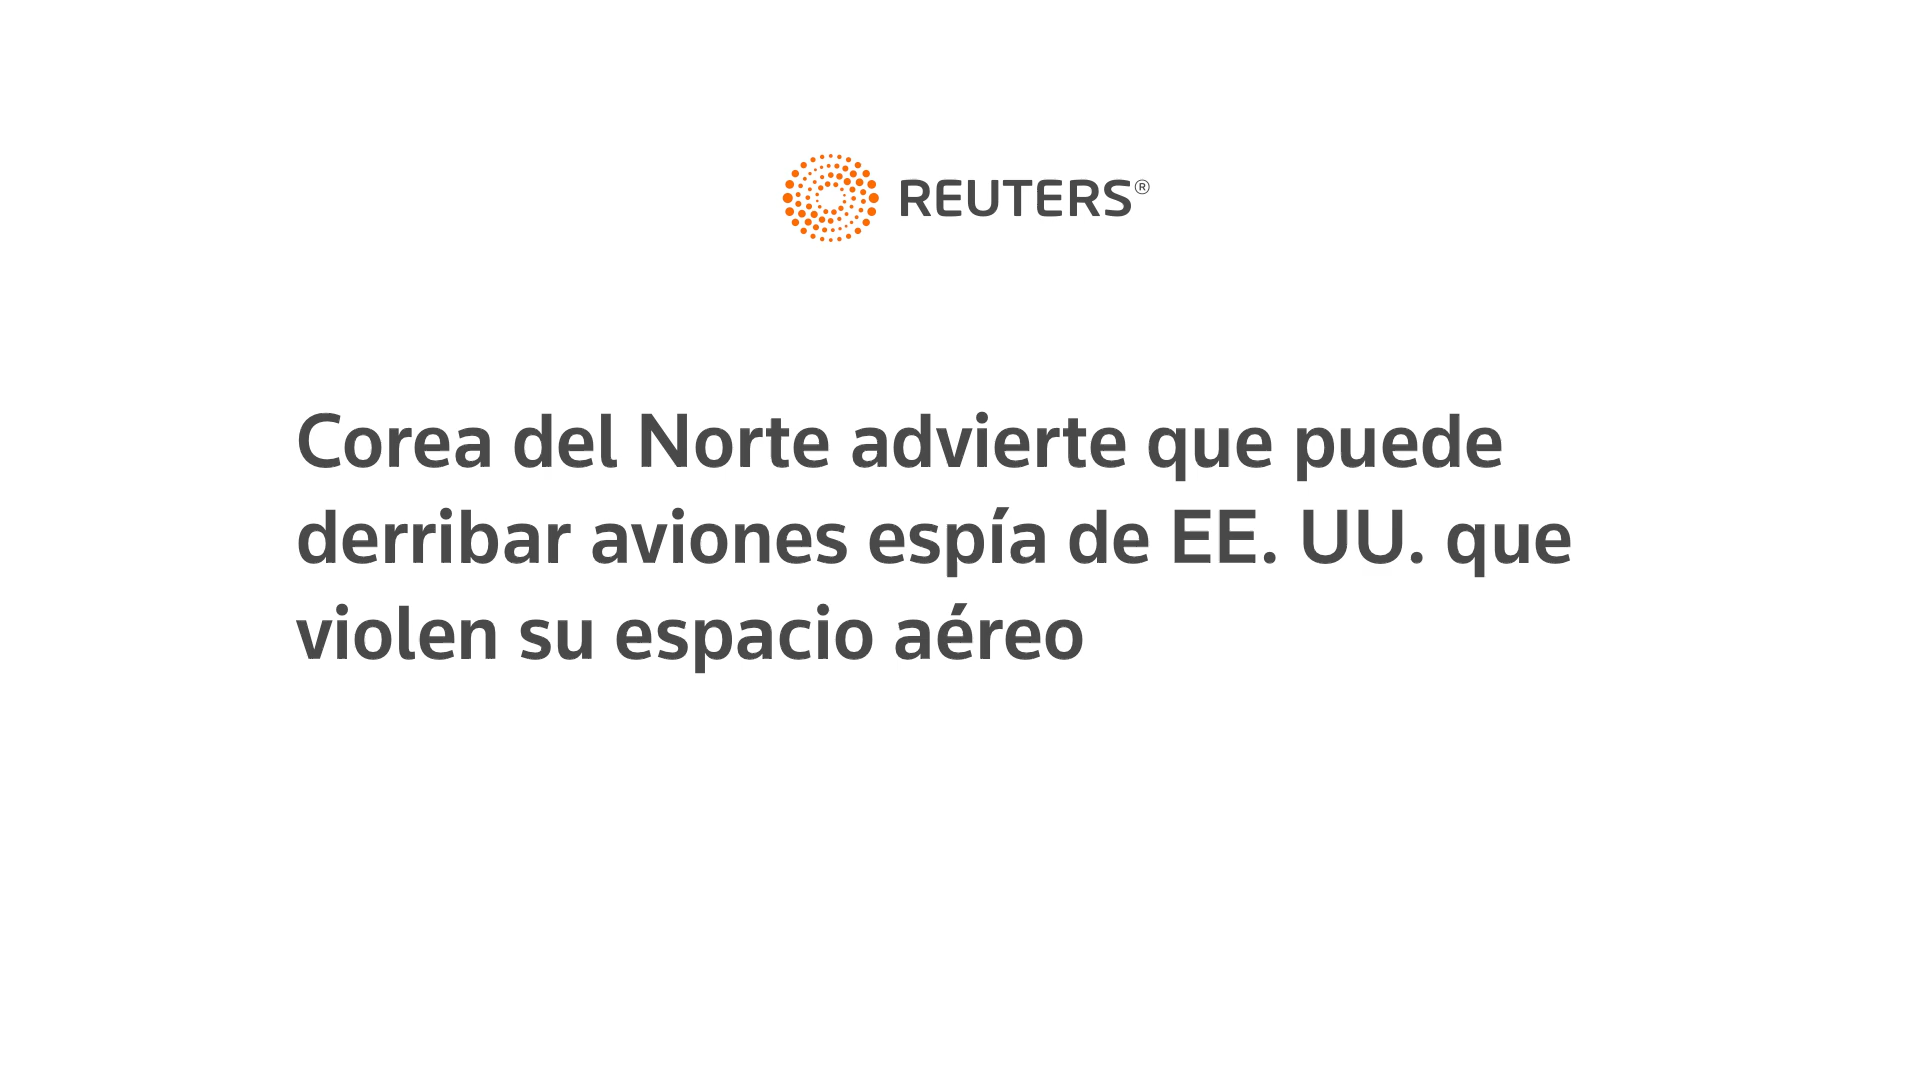 REUTERS®
Corea del Norte advierte que puede
derribar aviones espía de EE. UU. que
violen su espacio aéreo